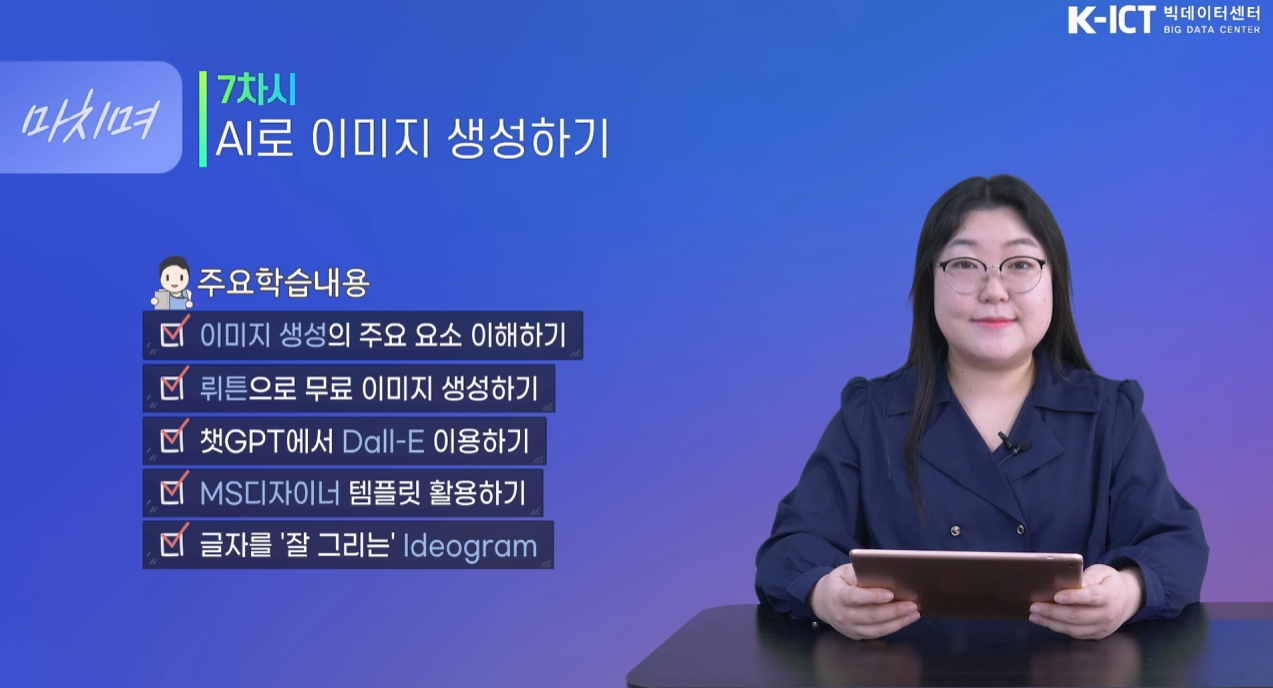 K-ICT 빅데이터센터
BIG DATA CENTER
마치며
7차시
AI로 이미지 생성하기
주요학습내용
이미지 생성의 주요 요소 이해하기
뤼튼으로 무료 이미지 생성하기
챗GPT에서 Dall-E 이용하기
MS디자이너 템플릿 활용하기
글자를 '잘 그리는' Ideogram